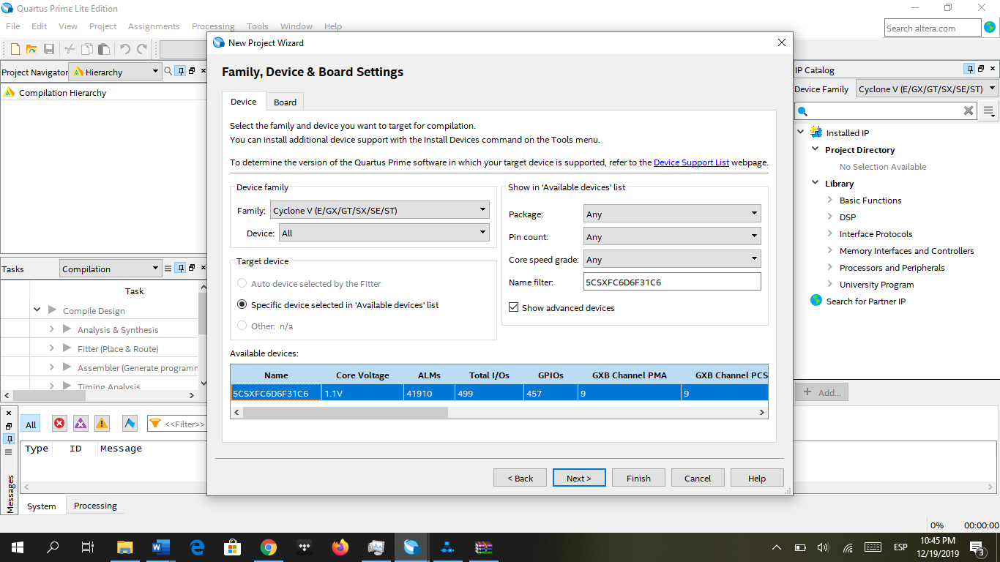 Quartus Prime Lite Edition
File Edit View Project Assignments Processing Tools Window Help
Search altera.com
New Project Wizard
Project Navigator Hierarchy
Compilation Hierarchy
Family, Device & Board Settings
Device Board
Select the family and device you want to target for compilation.
You can install additional device support with the Install Devices command on the Tools menu.
To determine the version of the Quartus Prime software in which your target device is supported, refer to the Device Support List webpage.
Device family
Family: Cyclone V (E/GX/GT/SX/SE/ST)
Device: All
Target device
Auto device selected by the Fitter
Specific device selected in 'Available devices' list
Other: n/a
Show in 'Available devices' list
Package: Any
Pin count: Any
Core speed grade: Any
Name filter: 5CSXFC6D6F31C6
Show advanced devices
Available devices:
Name Core Voltage ALMs Total I/Os GPIOs GXB Channel PMA GXB Channel PCS
5CSXFC6D6F31C6 1.1V 41910 499 457 9 9
< Back Next > Finish Cancel Help
Tasks Compilation
Task
Compile Design
Analysis & Synthesis
Fitter (Place & Route)
Assembler (Generate programm
Timing Analysis
All <<Filter>>
Type ID Message
Messages
System Processing
IP Catalog
Device Family Cyclone V (E/GX/GT/SX/SE/ST)
Installed IP
Project Directory
No Selection Available
Library
Basic Functions
DSP
Interface Protocols
Memory Interfaces and Controllers
Processors and Peripherals
University Program
Search for Partner IP
+ Add...
0% 00:00:00
ESP
10:45 PM
12/19/2019
3